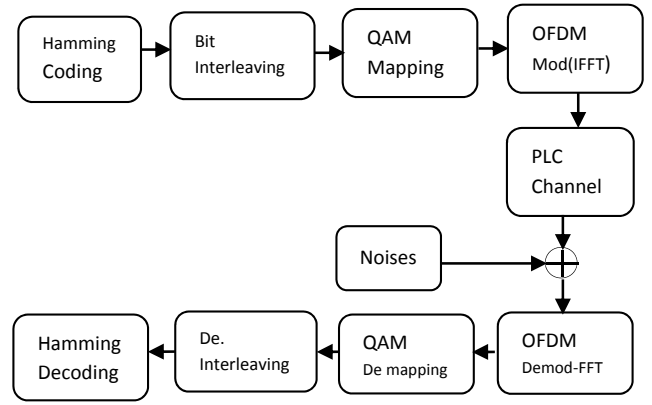 Hamming
Coding
Bit
Interleaving
QAM
Mapping
OFDM
Mod(IFFT)
PLC
Channel
Noises
Hamming
Decoding
De.
Interleaving
QAM
De mapping
OFDM
Demod-FFT